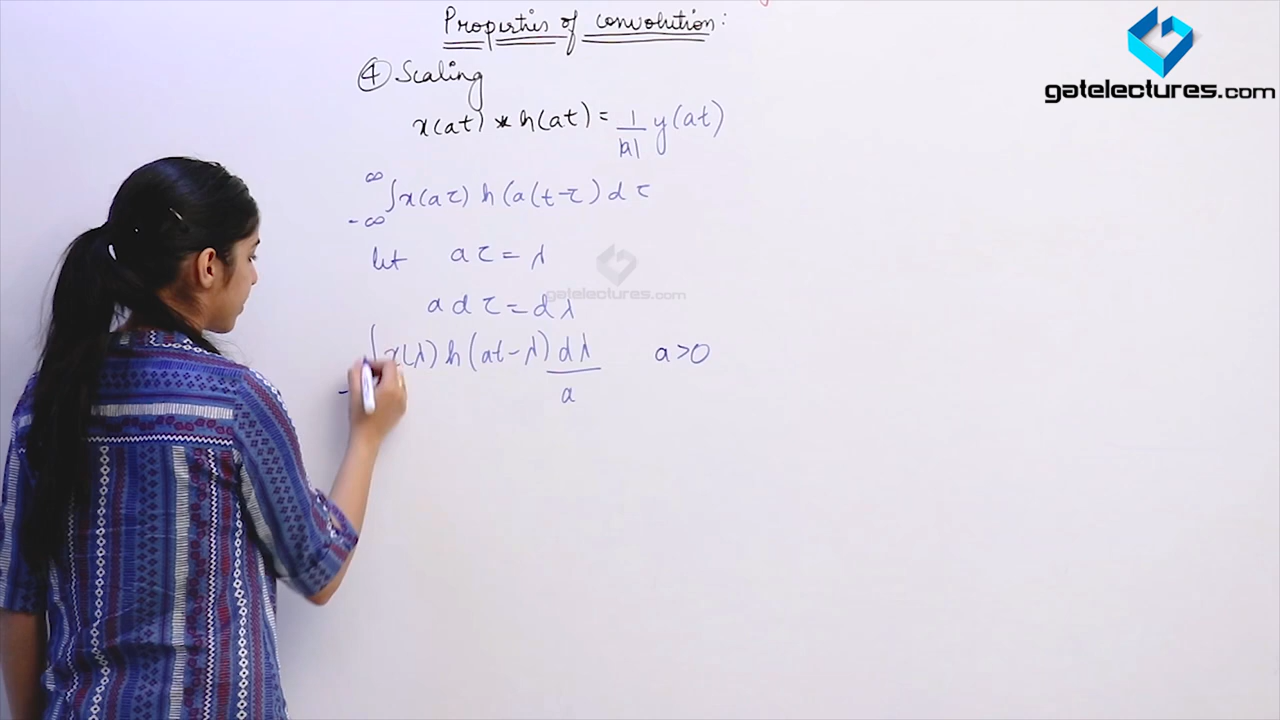 Properties of convolution:
gatelectures.com
④ Scaling
x(at) * h(at) = 1/|a| y(at)
∞
∫x(aτ) h(a(t-τ) dτ
-∞
let aτ = λ
gatelectures.com
a dτ = dλ
∫x(λ) h(at-λ) dλ/a a>0